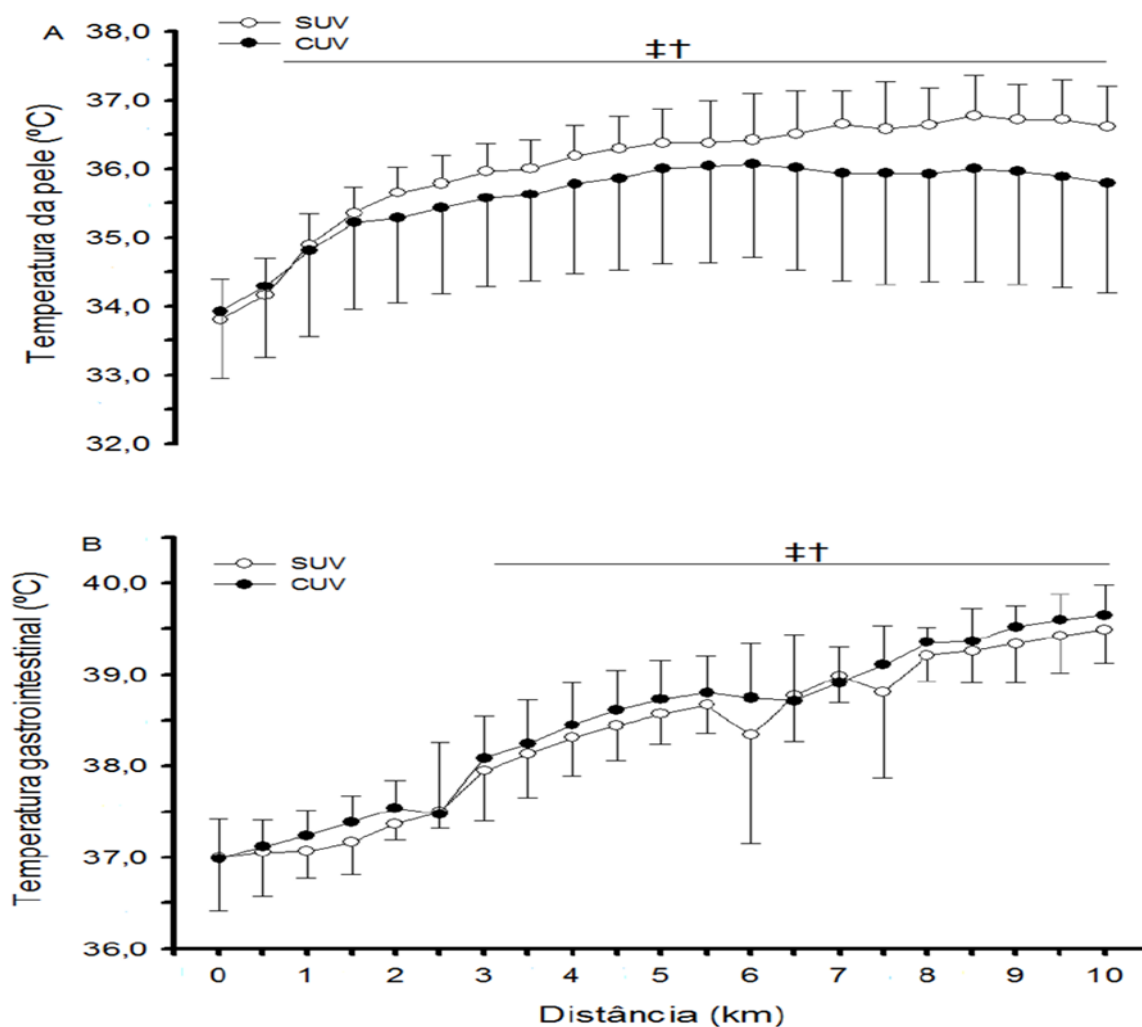 A
SUV
CUV
‡†
Temperatura da pele (ºC)
38,0
37,0
36,0
35,0
34,0
33,0
32,0
B
SUV
CUV
‡†
Temperatura gastrointestinal (ºC)
40,0
39,0
38,0
37,0
36,0
0 1 2 3 4 5 6 7 8 9 10
Distância (km)